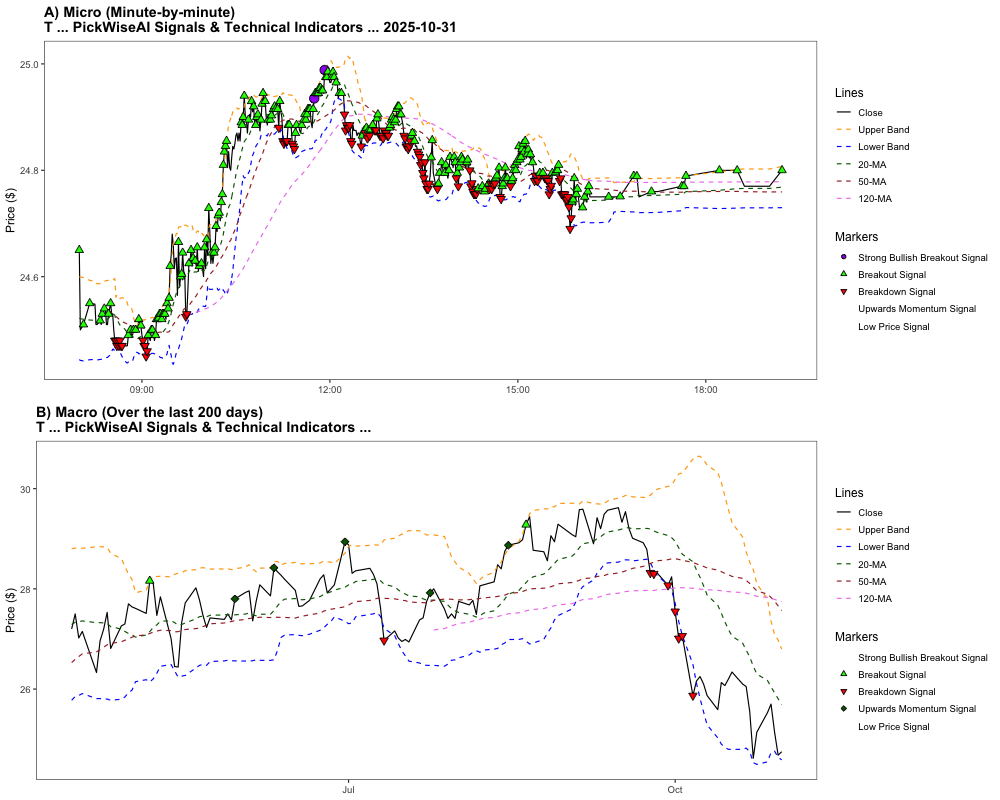 A) Micro (Minute-by-minute)
T ... PickWiseAI Signals & Technical Indicators ... 2025-10-31
Price ($)
25.0
24.8
24.6
09:00
12:00
15:00
18:00
Lines
Close
Upper Band
Lower Band
20-MA
50-MA
120-MA
Markers
Strong Bullish Breakout Signal
Breakout Signal
Breakdown Signal
Upwards Momentum Signal
Low Price Signal
B) Macro (Over the last 200 days)
T ... PickWiseAI Signals & Technical Indicators ...
Price ($)
30
28
26
Jul
Oct
Lines
Close
Upper Band
Lower Band
20-MA
50-MA
120-MA
Markers
Strong Bullish Breakout Signal
Breakout Signal
Breakdown Signal
Upwards Momentum Signal
Low Price Signal